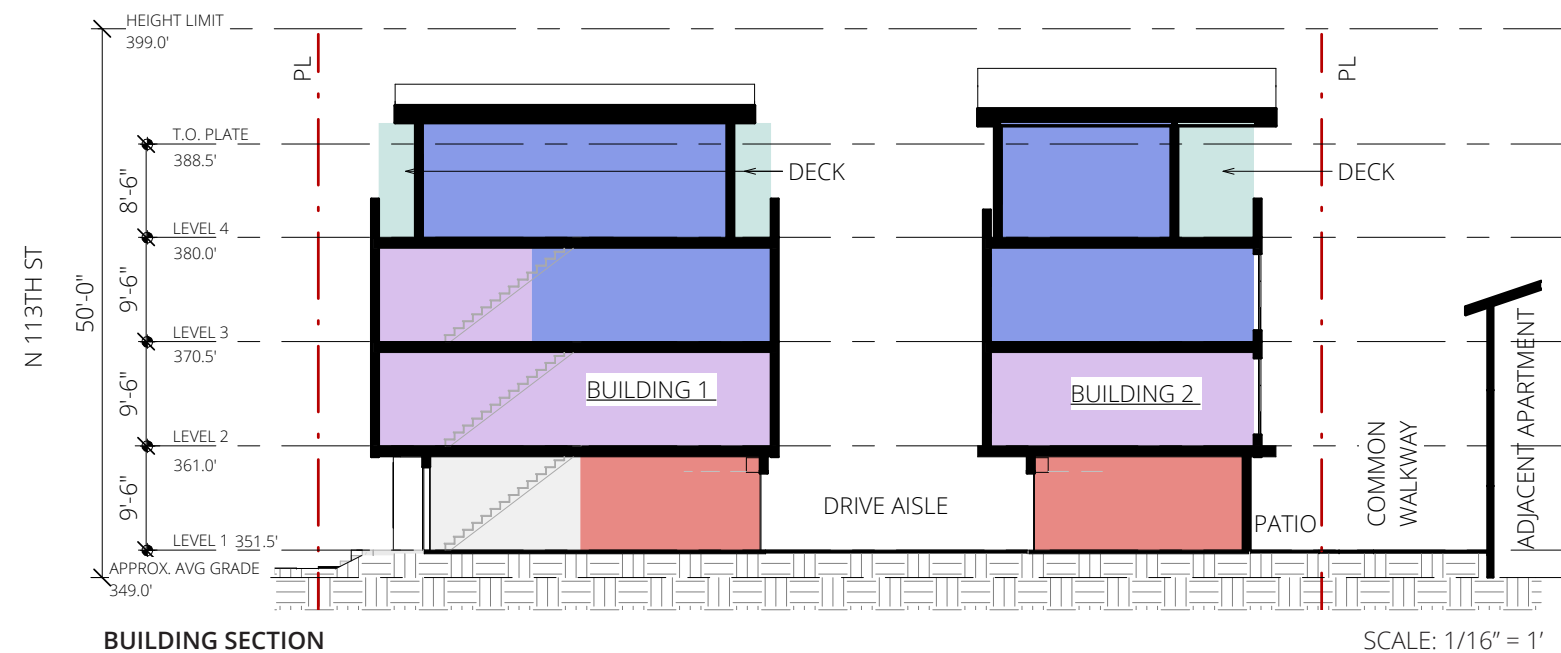 HEIGHT LIMIT
399.0'
PL
PL
T.O. PLATE
388.5'
8'-6"
DECK
DECK
LEVEL 4
380.0'
N 113TH ST
50'-0"
9'-6"
LEVEL 3
370.5'
9'-6"
BUILDING 1
BUILDING 2
LEVEL 2
361.0'
9'-6"
DRIVE AISLE
PATIO
COMMON
WALKWAY
ADJACENT APARTMENT
LEVEL 1 351.5'
APPROX. AVG GRADE
349.0'
BUILDING SECTION
SCALE: 1/16” = 1’